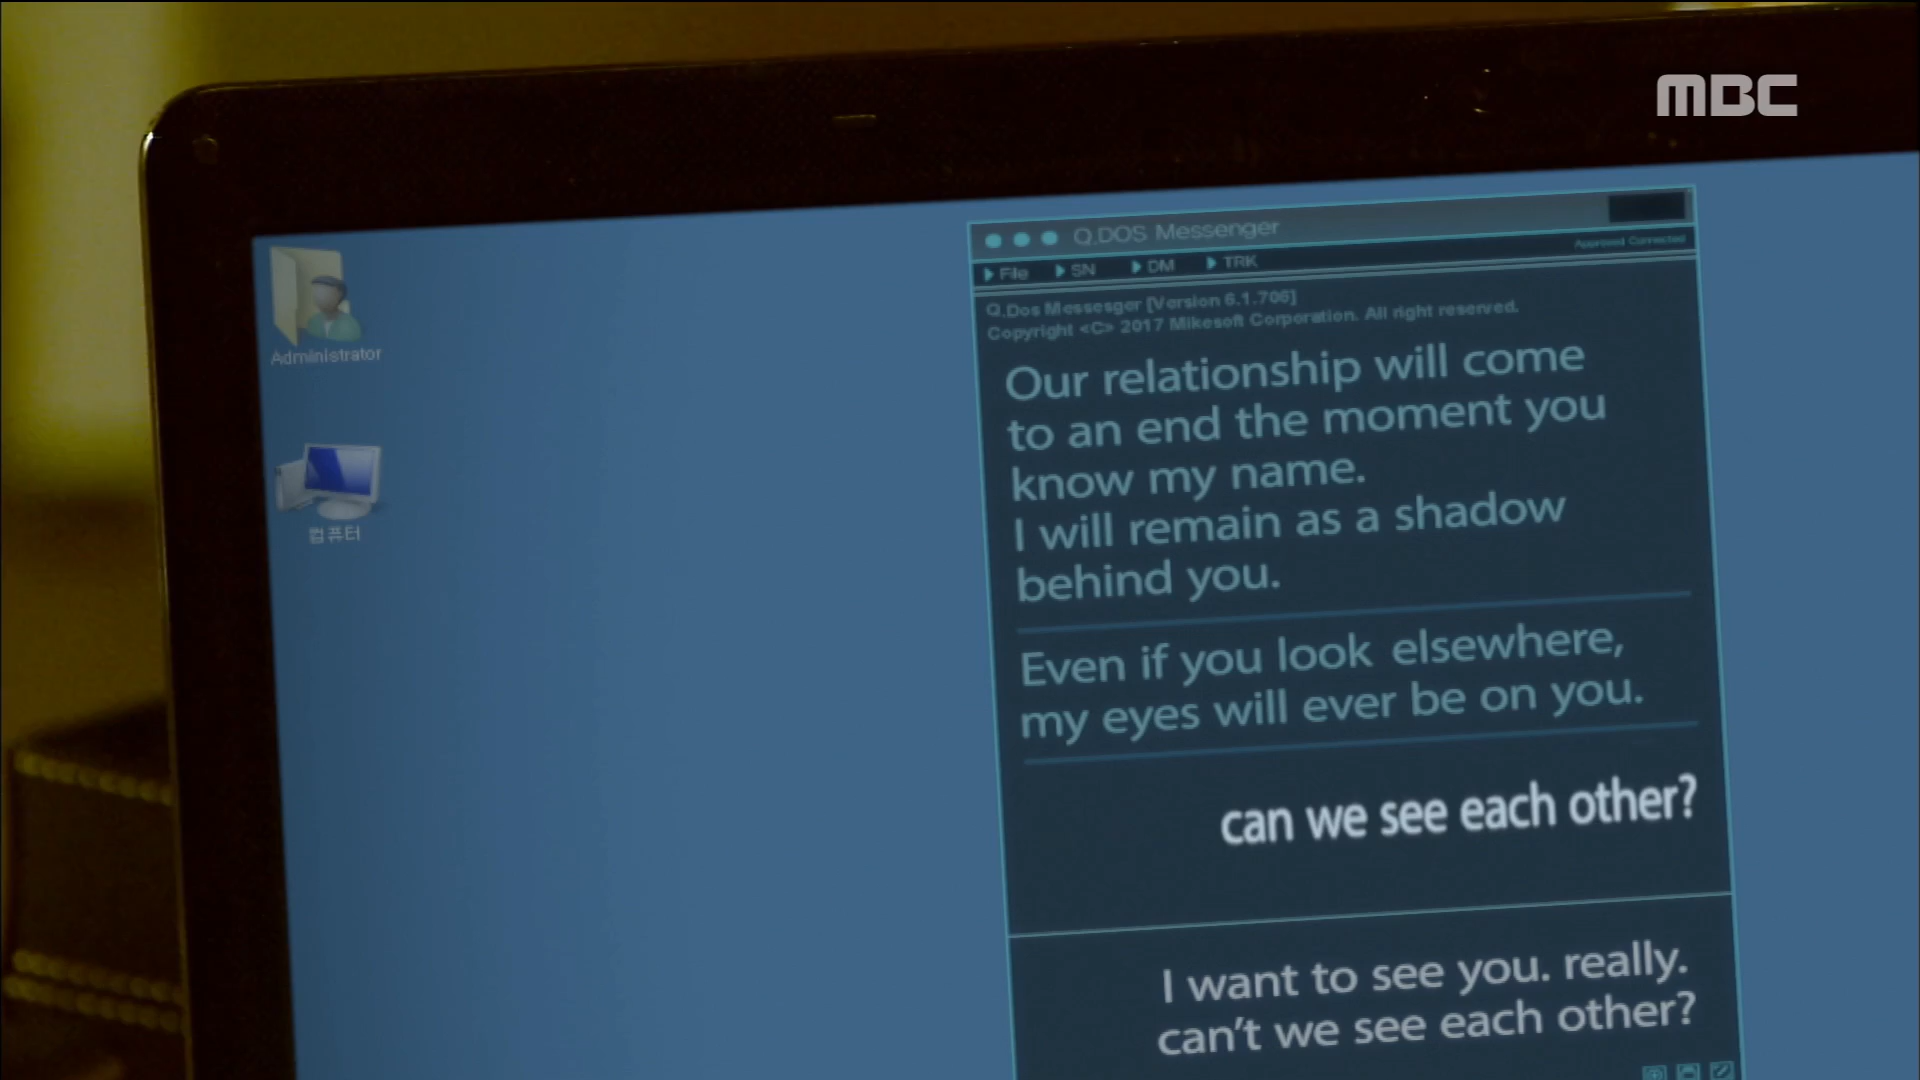 MBC
Q.DOS Messenger
File SN DM TRK
Approved Connected
Q.Dos Messesger [Version 6.1.706]
Copyright <C> 2017 Mikesoft Corporation. All right reserved.
Administrator
컴퓨터
Our relationship will come
to an end the moment you
know my name.
I will remain as a shadow
behind you.
Even if you look elsewhere,
my eyes will ever be on you.
can we see each other?
I want to see you. really.
can't we see each other?